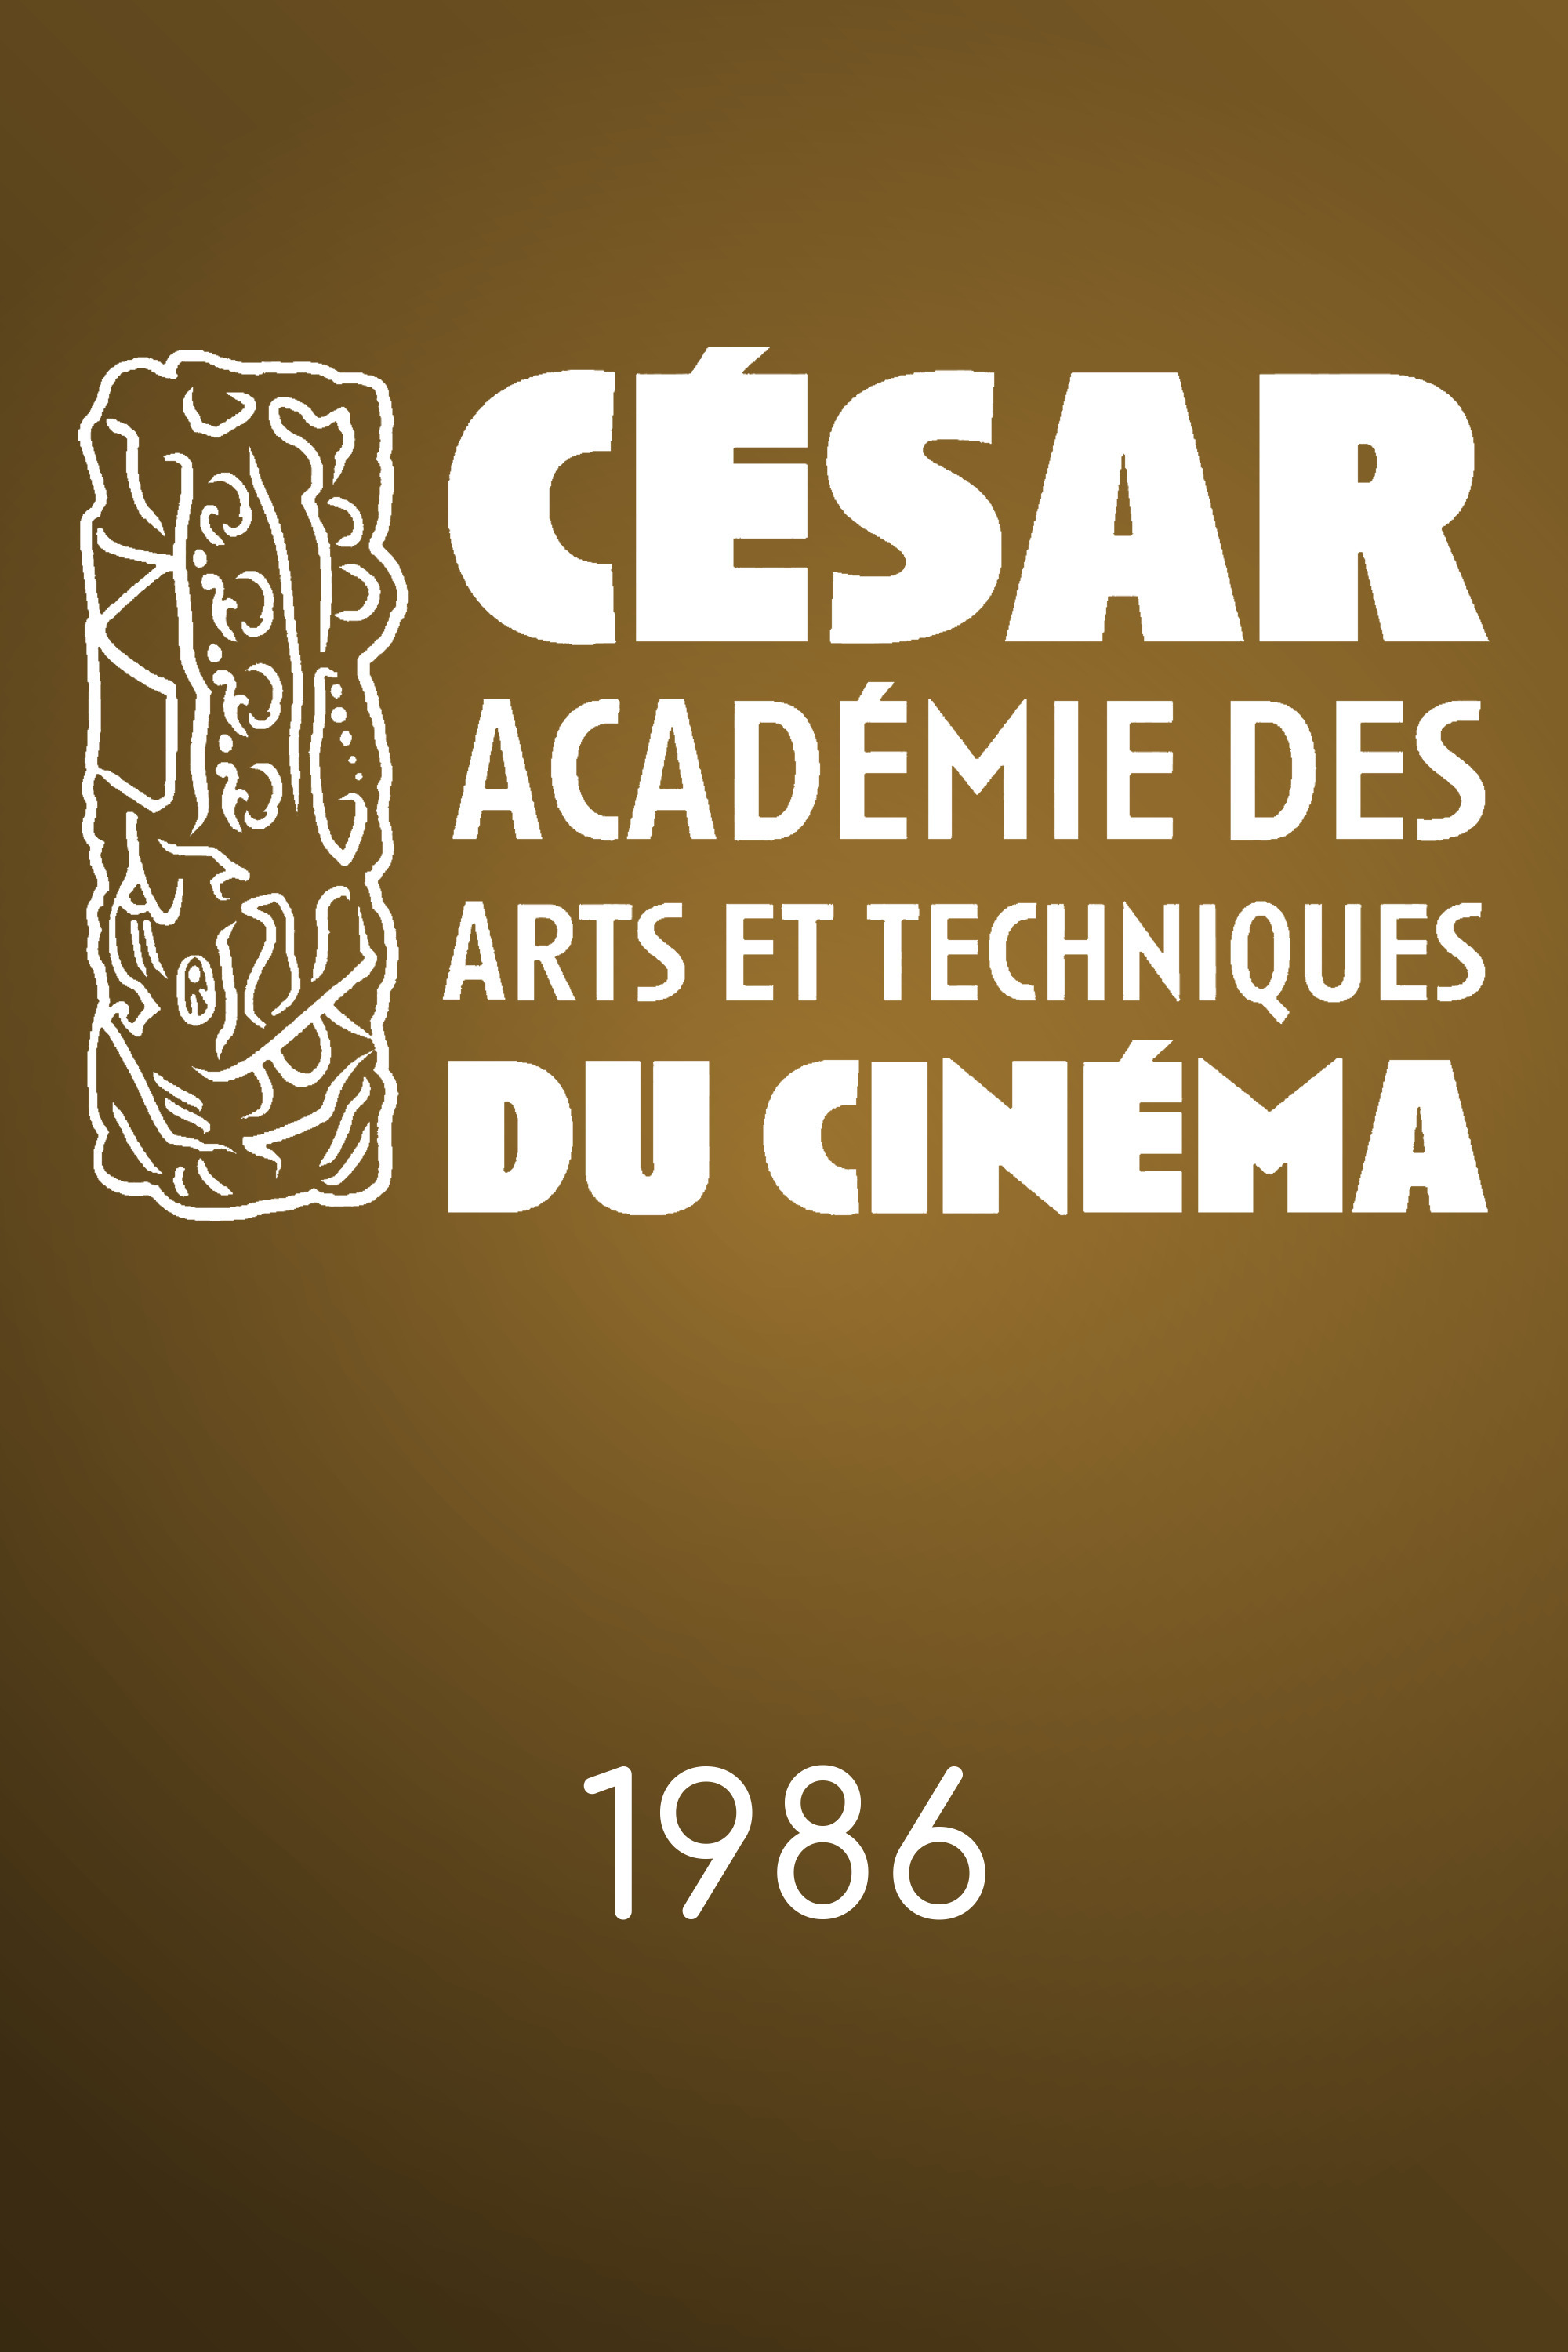 CÉSAR
ACADÉMIE DES
ARTS ET TECHNIQUES
DU CINÉMA
1986